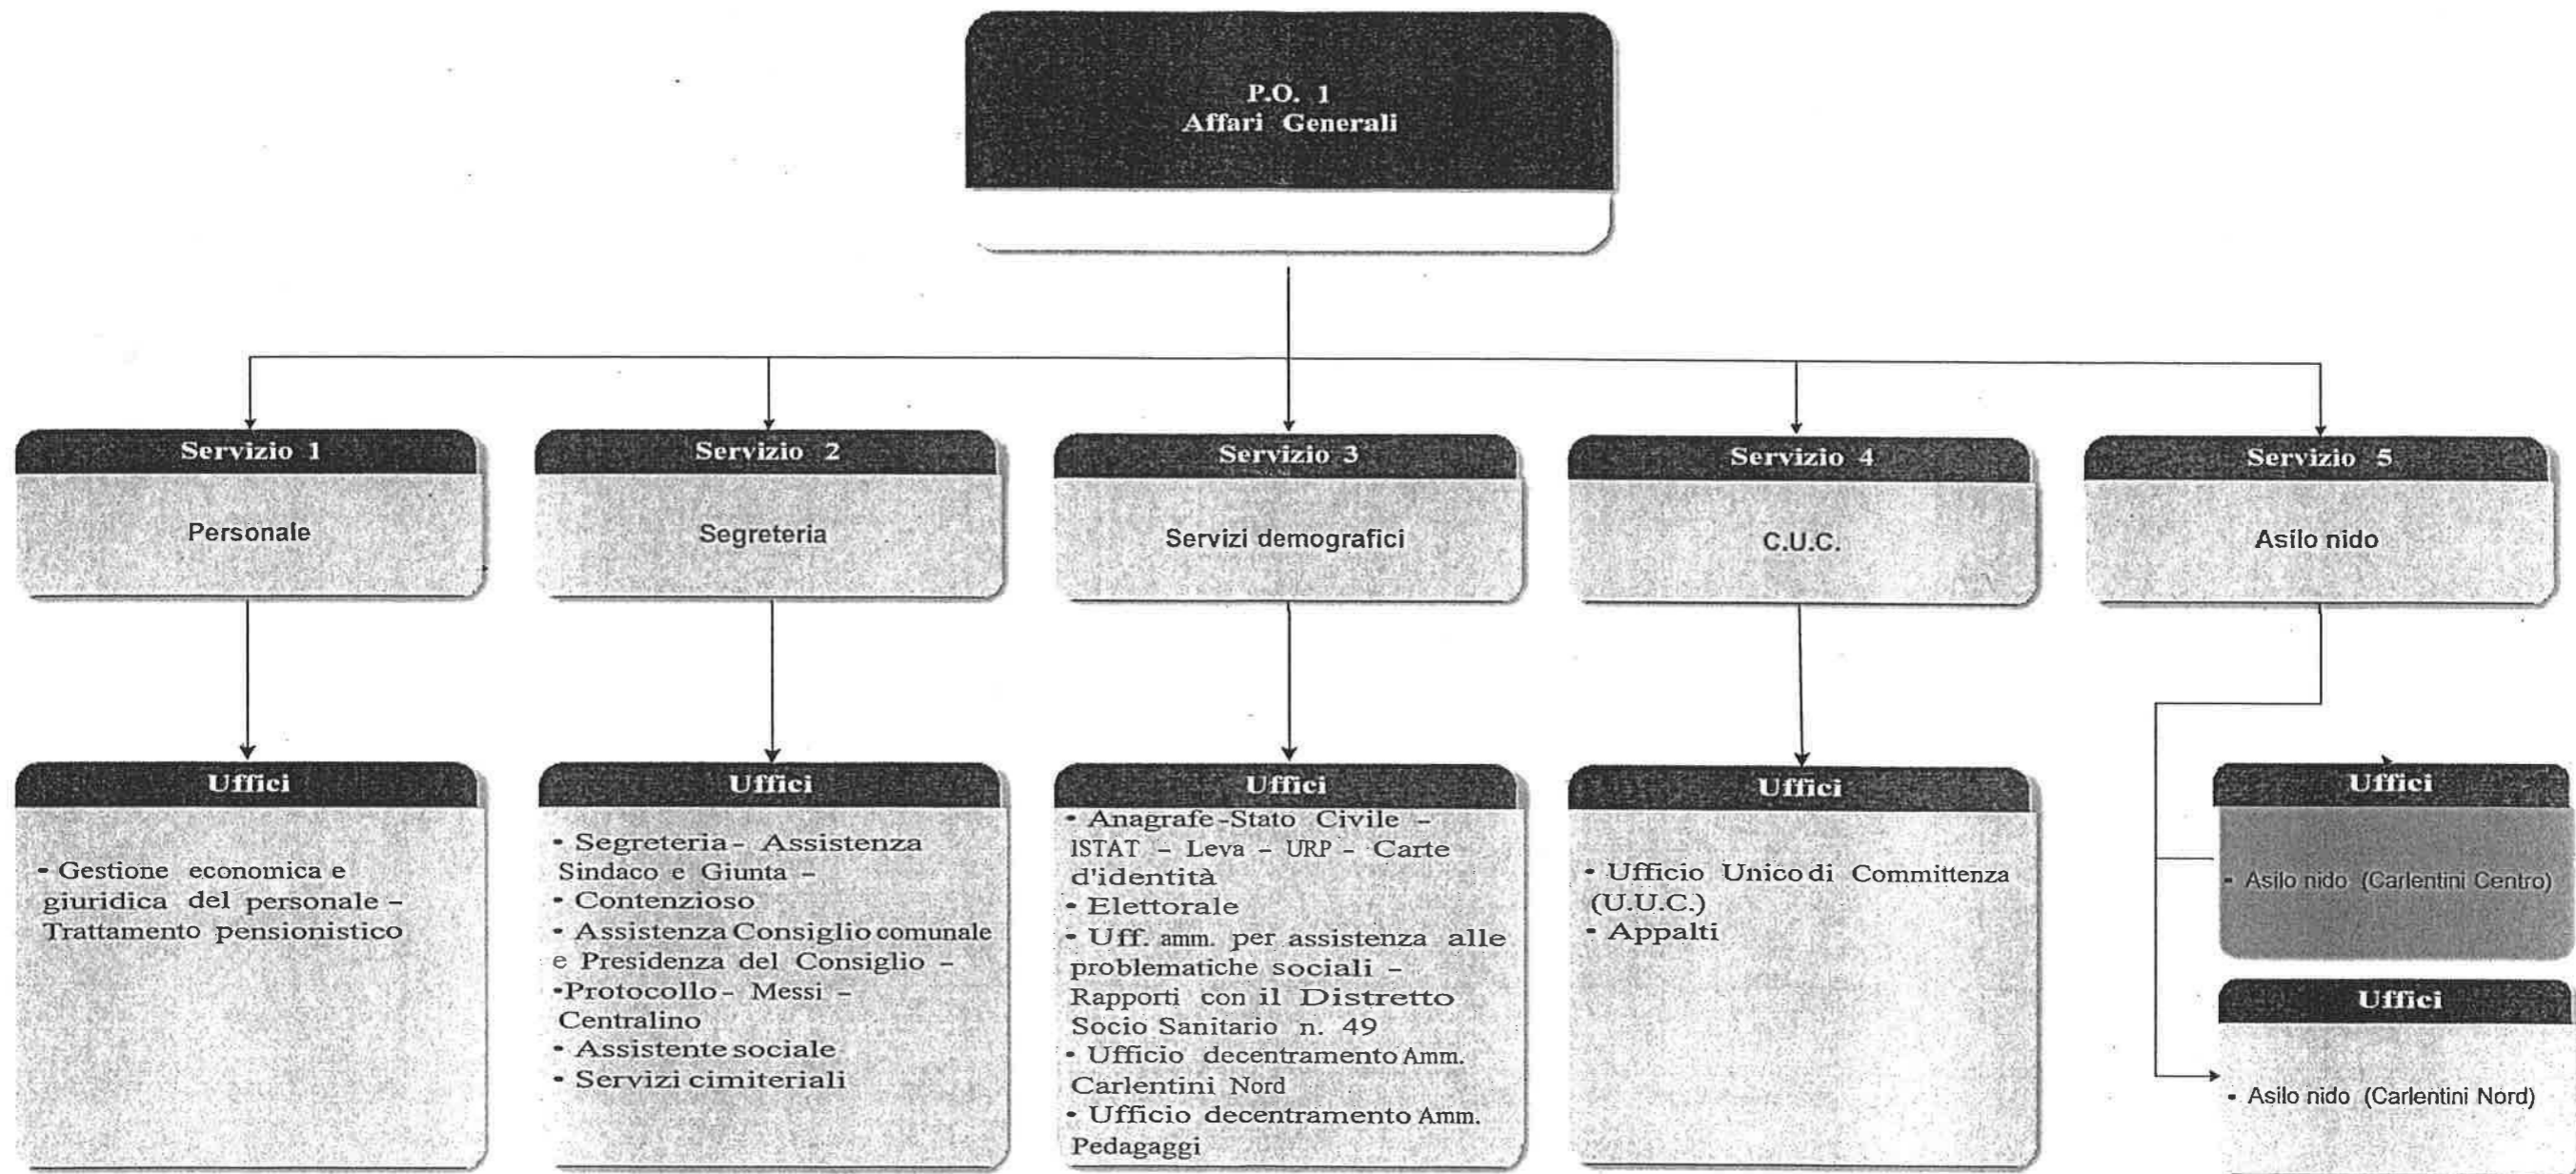 P.O. 1
Affari Generali
Servizio 1
Personale
Servizio 2
Segreteria
Servizio 3
Servizi demografici
Servizio 4
C.U.C.
Servizio 5
Asilo nido
Uffici
• Gestione economica e
giuridica del personale –
Trattamento pensionistico
Uffici
• Segreteria - Assistenza
Sindaco e Giunta –
• Contenzioso
• Assistenza Consiglio comunale
e Presidenza del Consiglio –
•Protocollo - Messi –
Centralino
• Assistente sociale
• Servizi cimiteriali
Uffici
• Anagrafe -Stato Civile –
ISTAT – Leva – URP – Carte
d'identità
• Elettorale
• Uff. amm. per assistenza alle
problematiche sociali –
Rapporti con il Distretto
Socio Sanitario n. 49
• Ufficio decentramento Amm.
Carlentini Nord
• Ufficio decentramento Amm.
Pedagaggi
Uffici
• Ufficio Unico di Committenza
(U.U.C.)
• Appalti
Uffici
• Asilo nido (Carlentini Centro)
Uffici
• Asilo nido (Carlentini Nord)